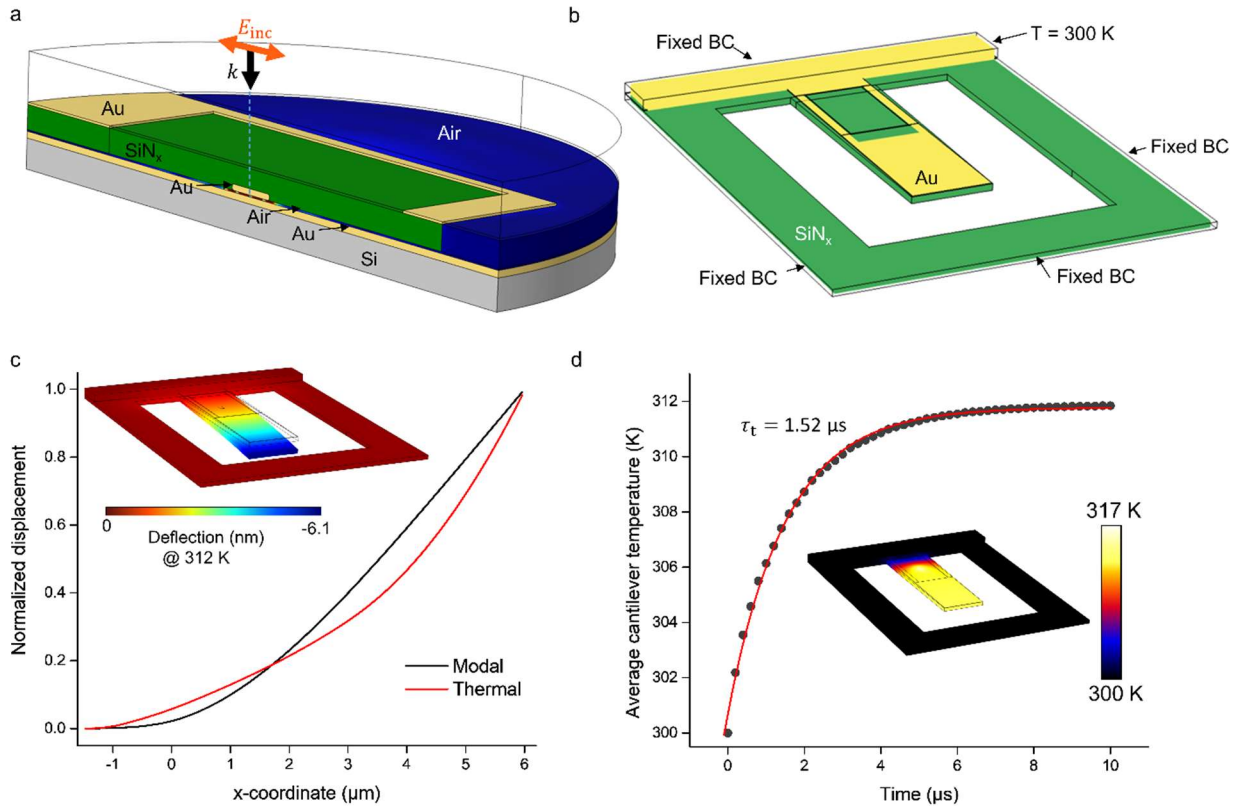 a
E_inc
k
Au
Air
SiN_x
Au
Air
Au
Si
b
Fixed BC
T = 300 K
Fixed BC
Au
SiN_x
Fixed BC
Fixed BC
c
Normalized displacement
1.0
0.8
0.6
0.4
0.2
0.0
0
-6.1
Deflection (nm)
@ 312 K
Modal
Thermal
-1 0 1 2 3 4 5 6
x-coordinate (µm)
d
Average cantilever temperature (K)
312
310
308
306
304
302
300
τ_t = 1.52 µs
317 K
300 K
0 2 4 6 8 10
Time (µs)